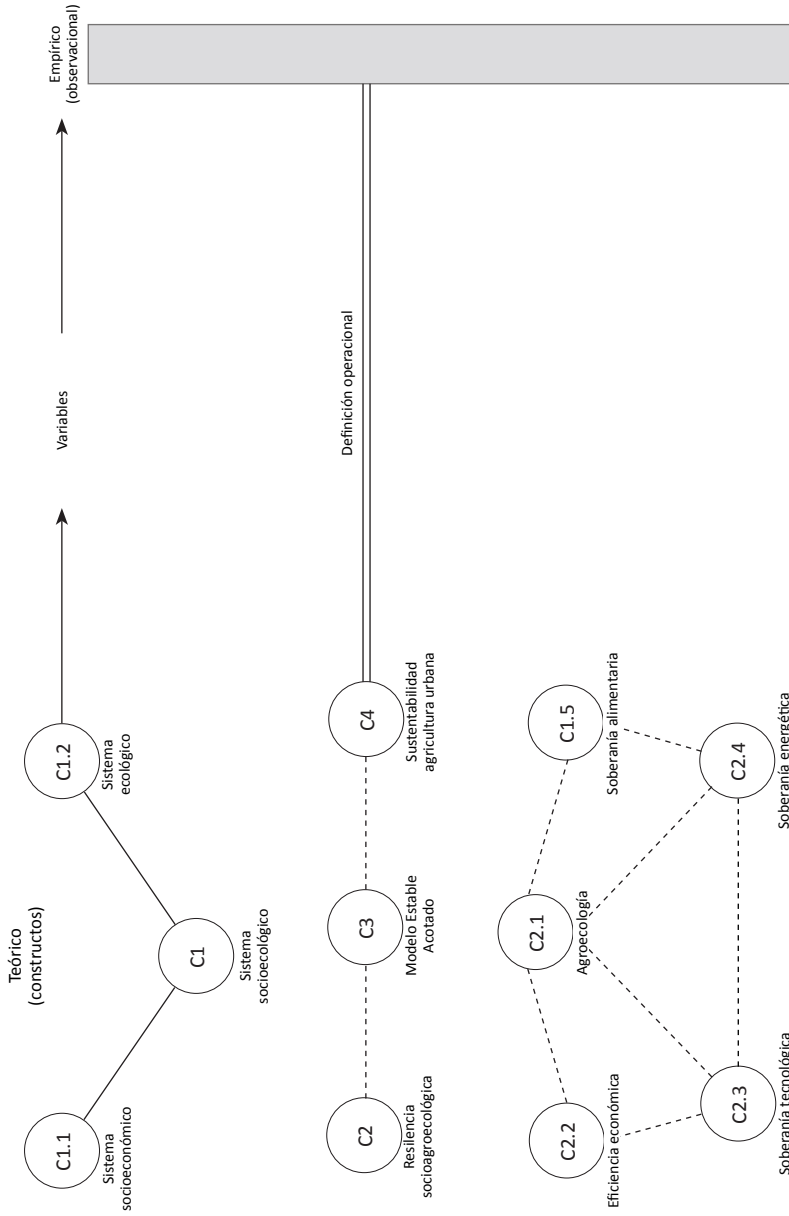 Teórico
(constructos)
Variables
Empírico
(observacional)
C1.1
Sistema
socioeconómico
C1
Sistema
socioecológico
C1.2
Sistema
ecológico
C2
Resilencia
socioagroecológica
C3
Modelo Estable
Acotado
C4
Sustentabilidad
agricultura urbana
Definición operacional
C2.2
Eficiencia económica
C2.1
Agroecología
C1.5
Soberanía alimentaria
C2.3
Soberanía tecnológica
C2.4
Soberanía energética